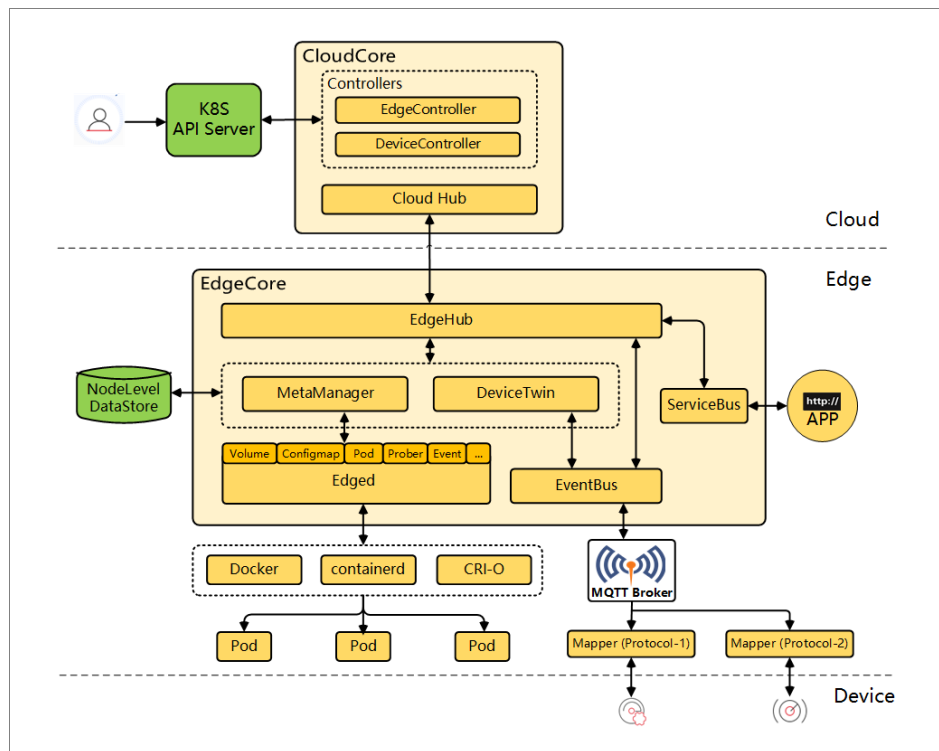 CloudCore
Controllers
EdgeController
DeviceController
K8S
API Server
Cloud Hub
Cloud
Edge
EdgeCore
EdgeHub
NodeLevel
DataStore
MetaManager
DeviceTwin
ServiceBus
http://
APP
Volume Configmap Pod Prober Event ...
Edged
EventBus
Docker containerd CRI-O
MQTT Broker
Pod Pod Pod
Mapper (Protocol-1) Mapper (Protocol-2)
Device